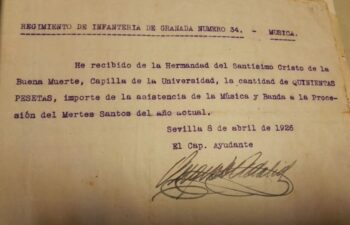 REGIMIENTO DE INFANTERIA DE GRANADA NUMERO 34. - MUSICA.
He recibido de la Hermandad del Santísimo Cristo de la
Buena Muerte, Capilla de la Universidad, la cantidad de QUINIENTAS
PESETAS, importe de la asistencia de la Música y Banda a la Proce-
sión del Mertes Santos del año actual.
Sevilla 8 de abril de 1926
El Cap. Ayudante